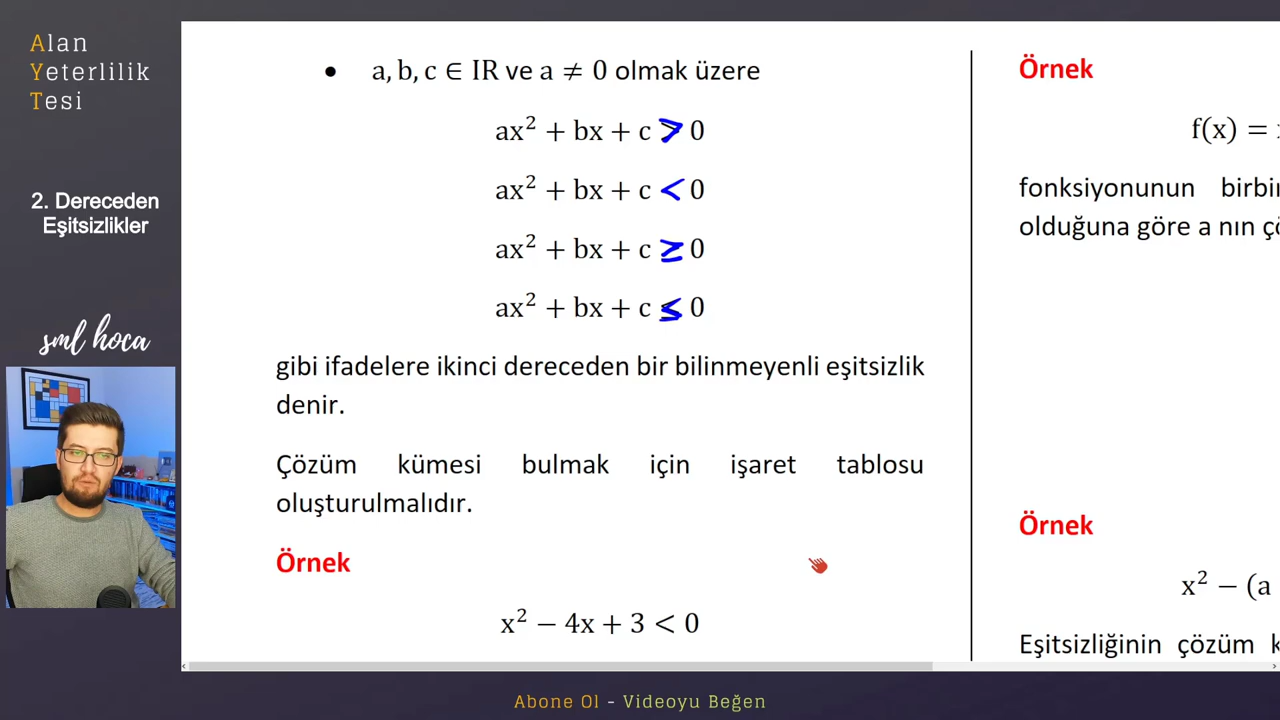 Alan
Yeterlilik
Tesi
2. Dereceden
Eşitsizlikler
sml hoca
• a, b, c ∈ IR ve a ≠ 0 olmak üzere
ax² + bx + c > 0
ax² + bx + c < 0
ax² + bx + c ≥ 0
ax² + bx + c ≤ 0
gibi ifadelere ikinci dereceden bir bilinmeyenli eşitsizlik
denir.
Çözüm kümesi bulmak için işaret tablosu
oluşturulmalıdır.
Örnek
x² − 4x + 3 < 0
Örnek
f(x) =
fonksiyonunun
olduğuna göre a nın
Örnek
x² − (a
Eşitsizliğinin çözüm
Abone Ol - Videoyu Beğen